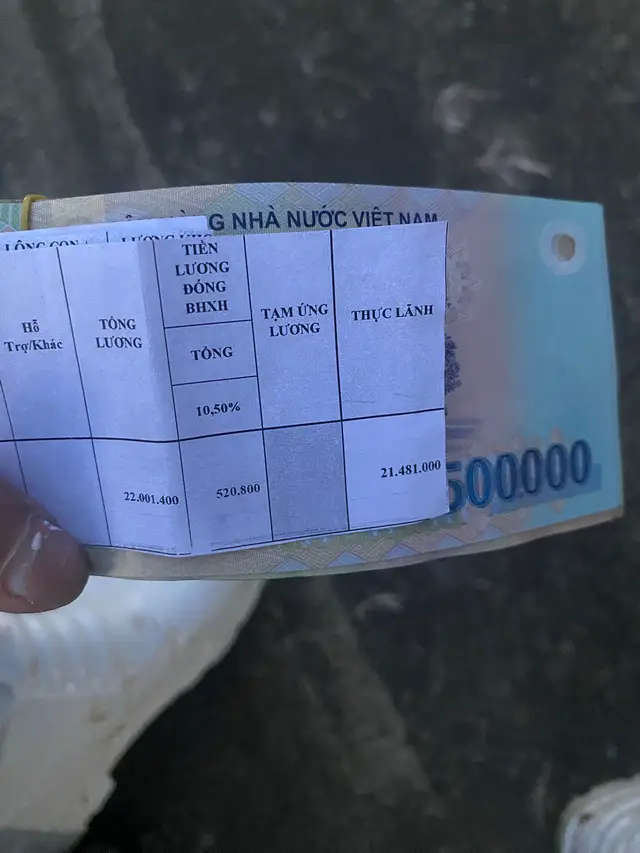 G NHÀ NƯỚC VIỆT NAM
Hỗ
Trợ/Khác
TỔNG
LƯƠNG
TIỀN
LƯƠNG
ĐÓNG
BHXH
TỔNG
10,50%
TẠM ỨNG
LƯƠNG
THỰC LÃNH
22.001.400
520.800
21.481.000
500000